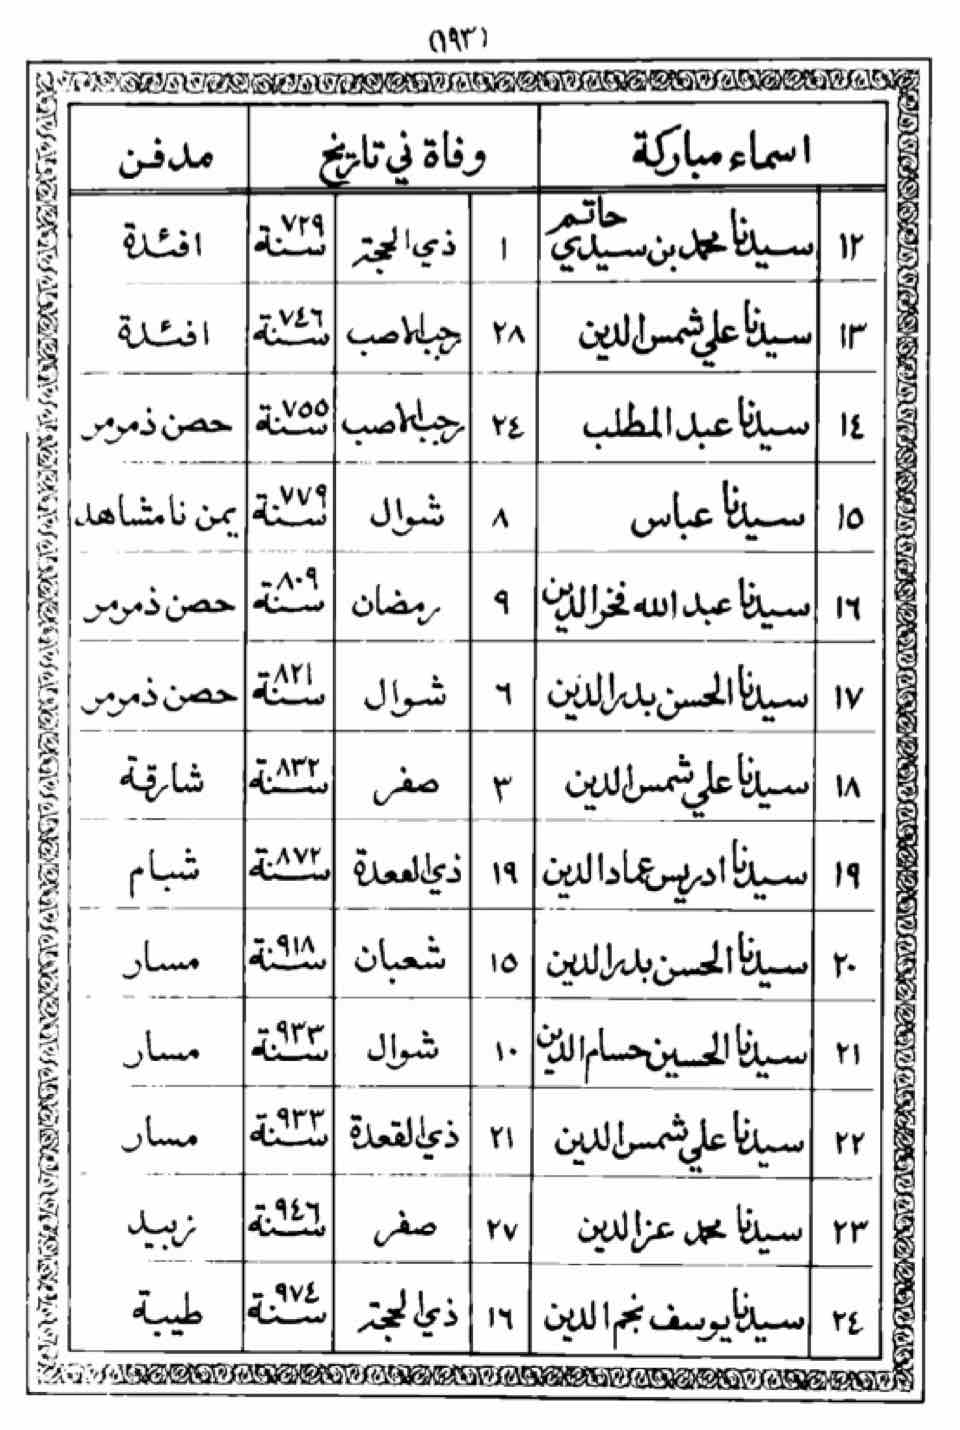 (١٩٣)
اسماء مباركة وفاة في تاريخ مدفن
١٢ سيدنا محمد بن سيدي حاتم ١ ذي الحجة سنة ٧٢٩ افئدة
١٣ سيدنا علي شمس الدين ٢٨ رجب الاصب سنة ٧٤٦ افئدة
١٤ سيدنا عبد المطلب ٢٤ رجب الاصب سنة ٧٥٥ حصن ذمرمر
١٥ سيدنا عباس ٨ شوال سنة ٧٧٩ يمن نا مشاهد
١٦ سيدنا عبد الله فخر الدين ٩ رمضان سنة ٨٠٩ حصن ذمرمر
١٧ سيدنا الحسن بدر الدين ٦ شوال سنة ٨٢١ حصن ذمرمر
١٨ سيدنا علي شمس الدين ٣ صفر سنة ٨٣٢ شارقة
١٩ سيدنا ادريس عماد الدين ١٩ ذي القعدة سنة ٨٧٢ شبام
٢٠ سيدنا الحسن بدر الدين ١٥ شعبان سنة ٩١٨ مسار
٢١ سيدنا الحسين حسام الدين ١٠ شوال سنة ٩٣٣ مسار
٢٢ سيدنا علي شمس الدين ٢١ ذي القعدة سنة ٩٣٣ مسار
٢٣ سيدنا محمد عز الدين ٢٧ صفر سنة ٩٤٦ زبيد
٢٤ سيدنا يوسف نجم الدين ١٦ ذي الحجة سنة ٩٧٤ طيبة